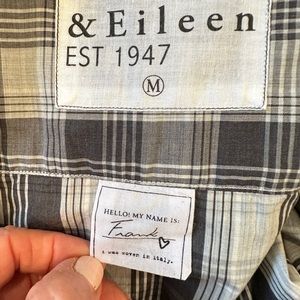 & Eileen
EST 1947
M
HELLO! MY NAME IS:
Frank
I was woven in Italy.